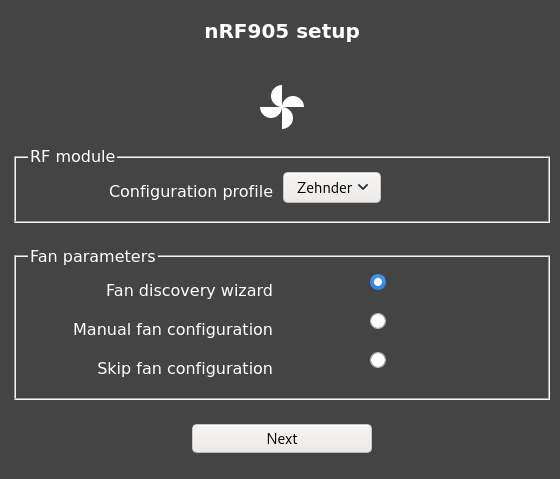 nRF905 setup
RF module
Configuration profile Zehnder
Fan parameters
Fan discovery wizard
Manual fan configuration
Skip fan configuration
Next